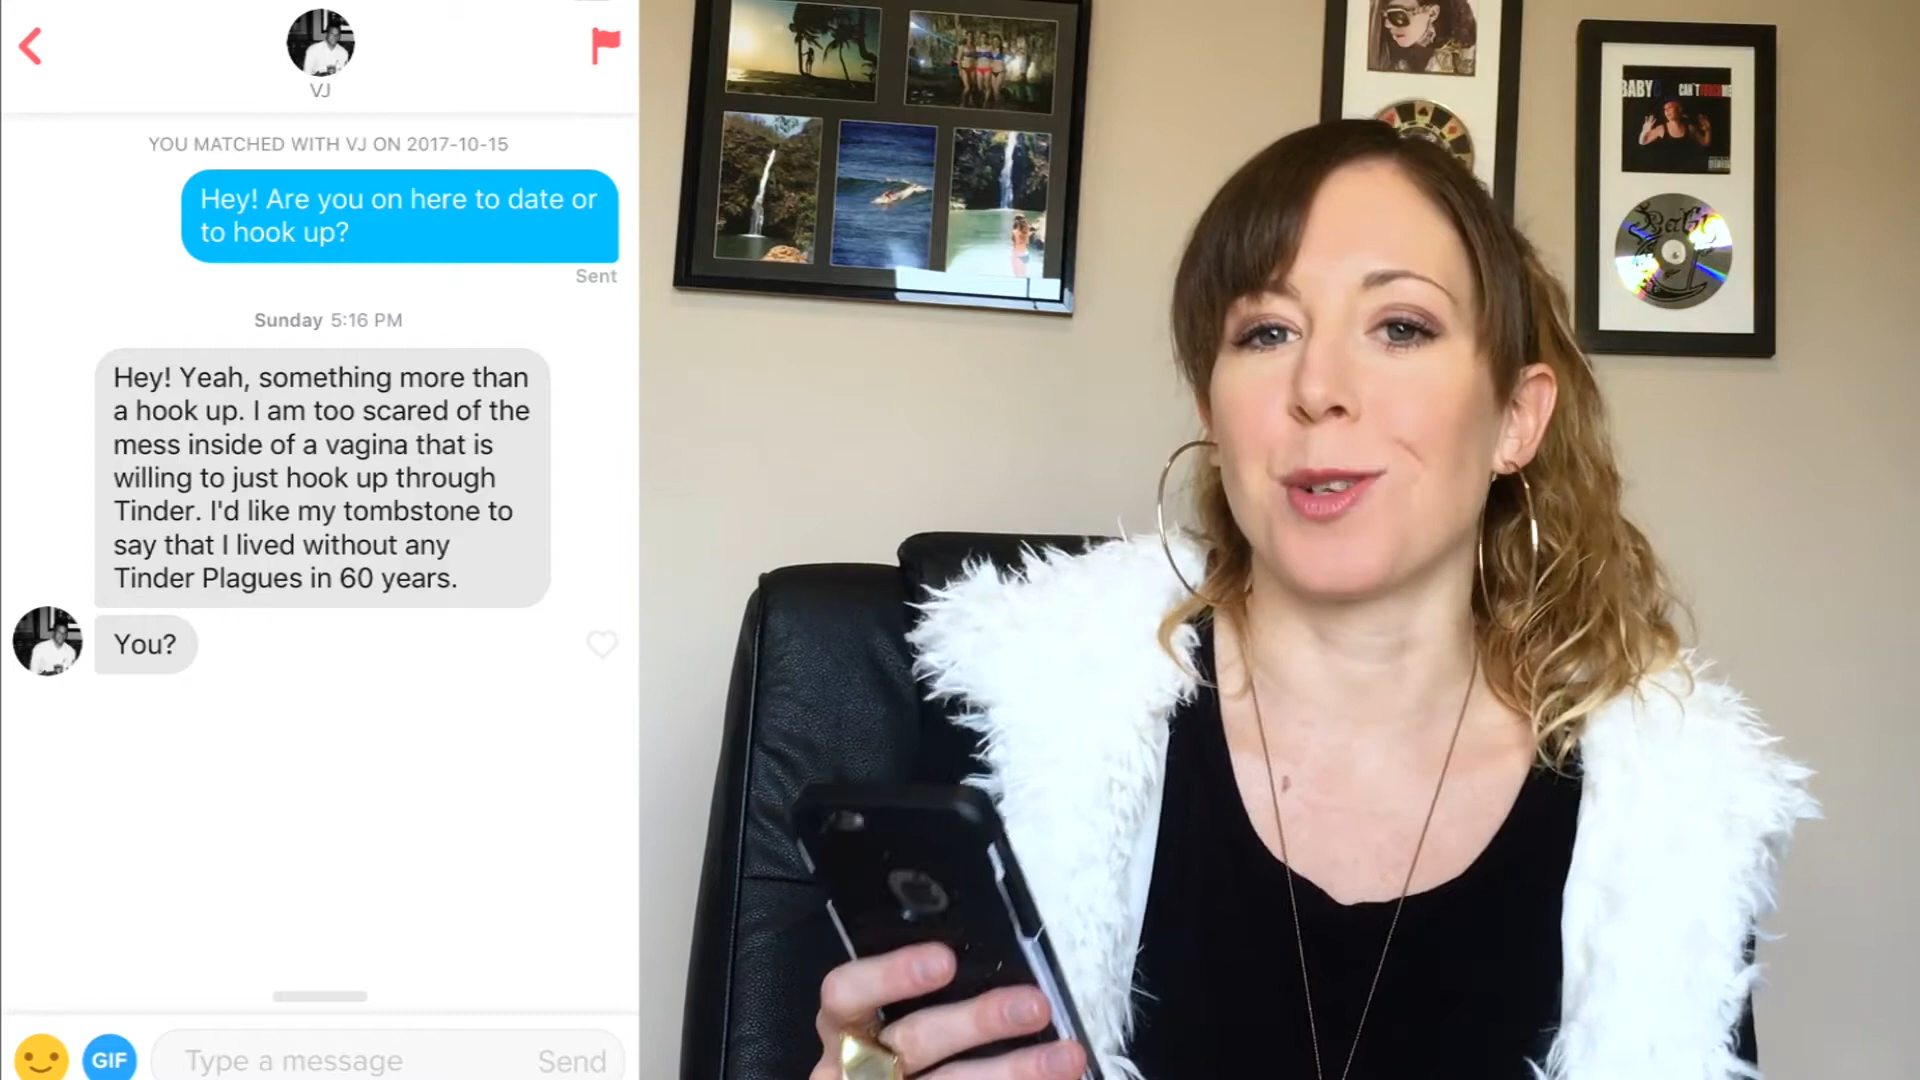 VJ
YOU MATCHED WITH VJ ON 2017-10-15
Hey! Are you on here to date or
to hook up?
Sent
Sunday 5:16 PM
Hey! Yeah, something more than
a hook up. I am too scared of the
mess inside of a vagina that is
willing to just hook up through
Tinder. I'd like my tombstone to
say that I lived without any
Tinder Plagues in 60 years.
You?
GIF
Type a message
Send
BABY
CAN'T TOUCH ME